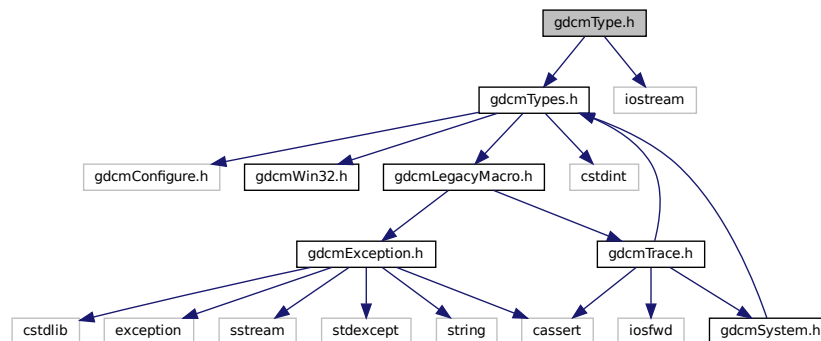 gdcmType.h
gdcmTypes.h
iostream
gdcmConfigure.h
gdcmWin32.h
gdcmLegacyMacro.h
cstdint
gdcmException.h
gdcmTrace.h
cstdlib
exception
sstream
stdexcept
string
cassert
iosfwd
gdcmSystem.h